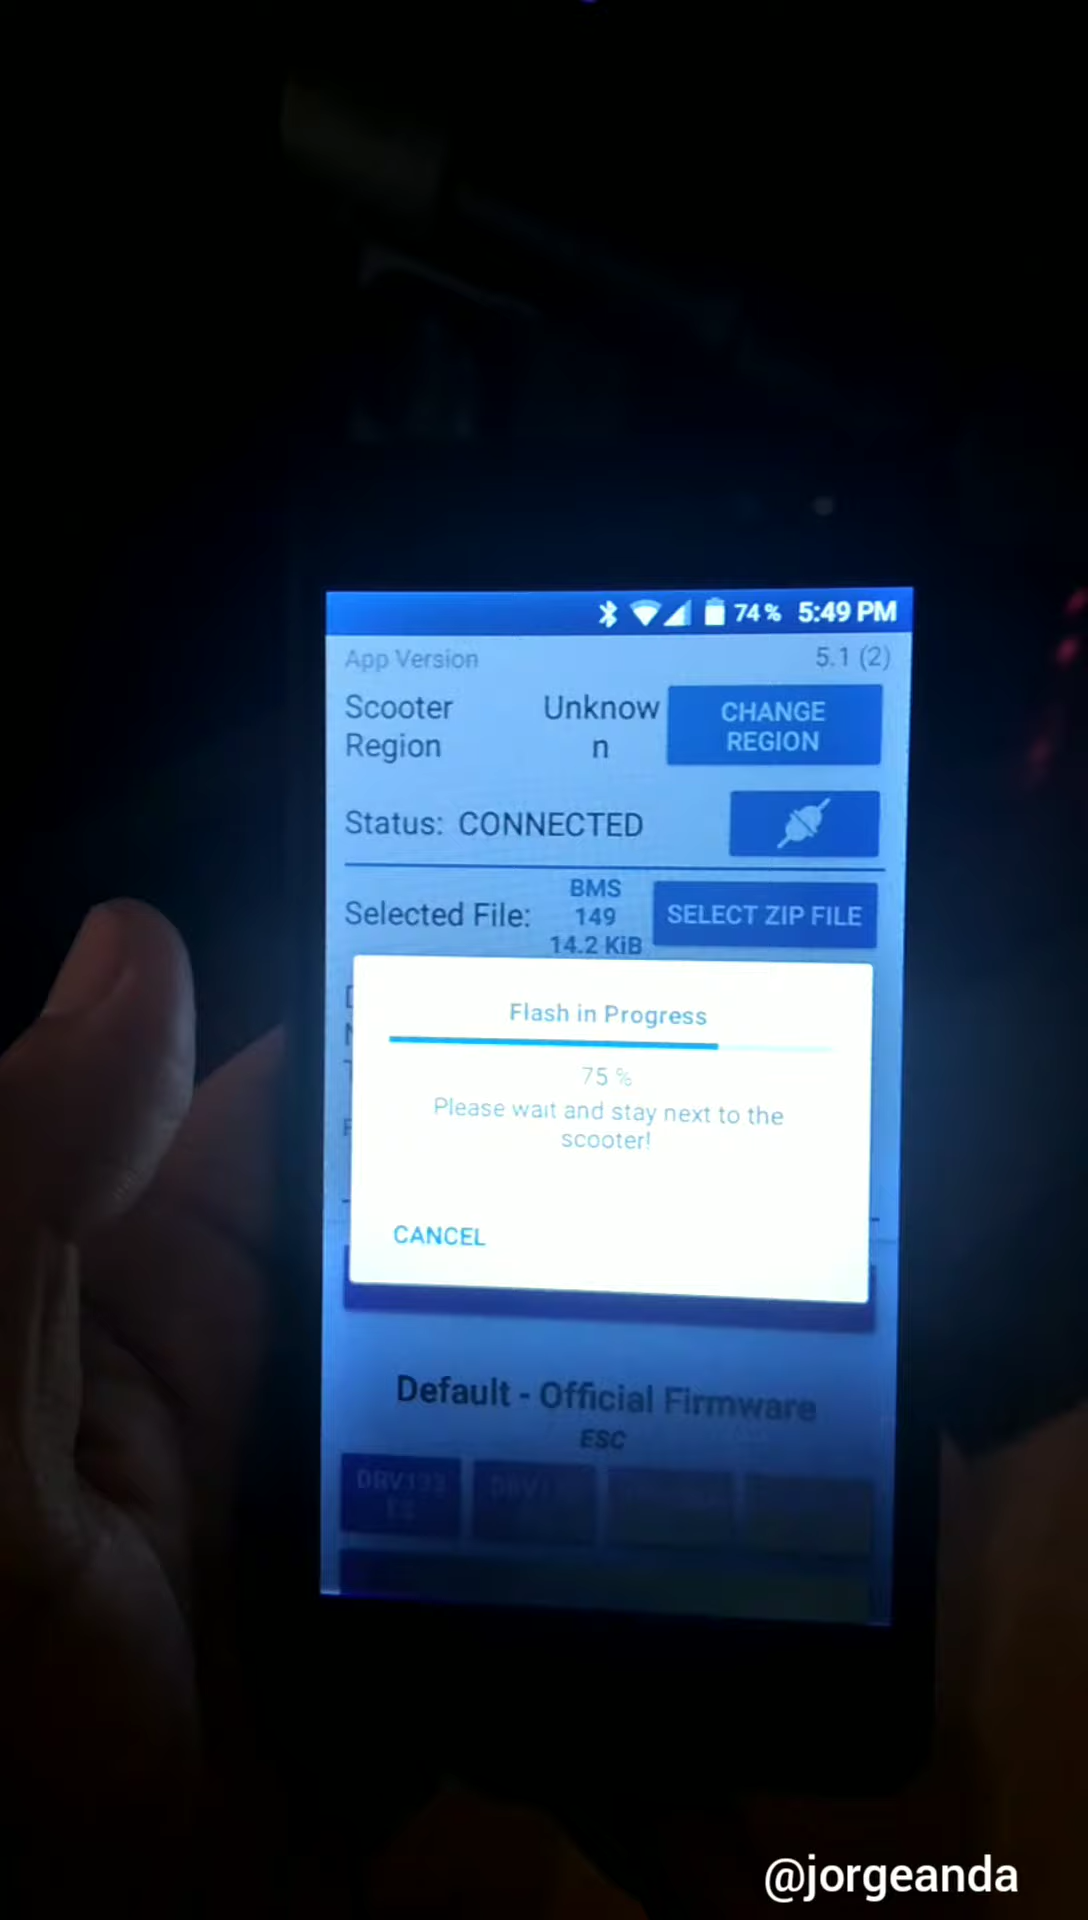 74% 5:49 PM
App Version 5.1 (2)
Scooter Region Unknow
n
CHANGE
REGION
Status: CONNECTED
Selected File: BMS
149
14.2 KiB
SELECT ZIP FILE
Flash in Progress
75 %
Please wait and stay next to the
scooter!
CANCEL
Default - Official Firmware
ESC
@jorgeanda